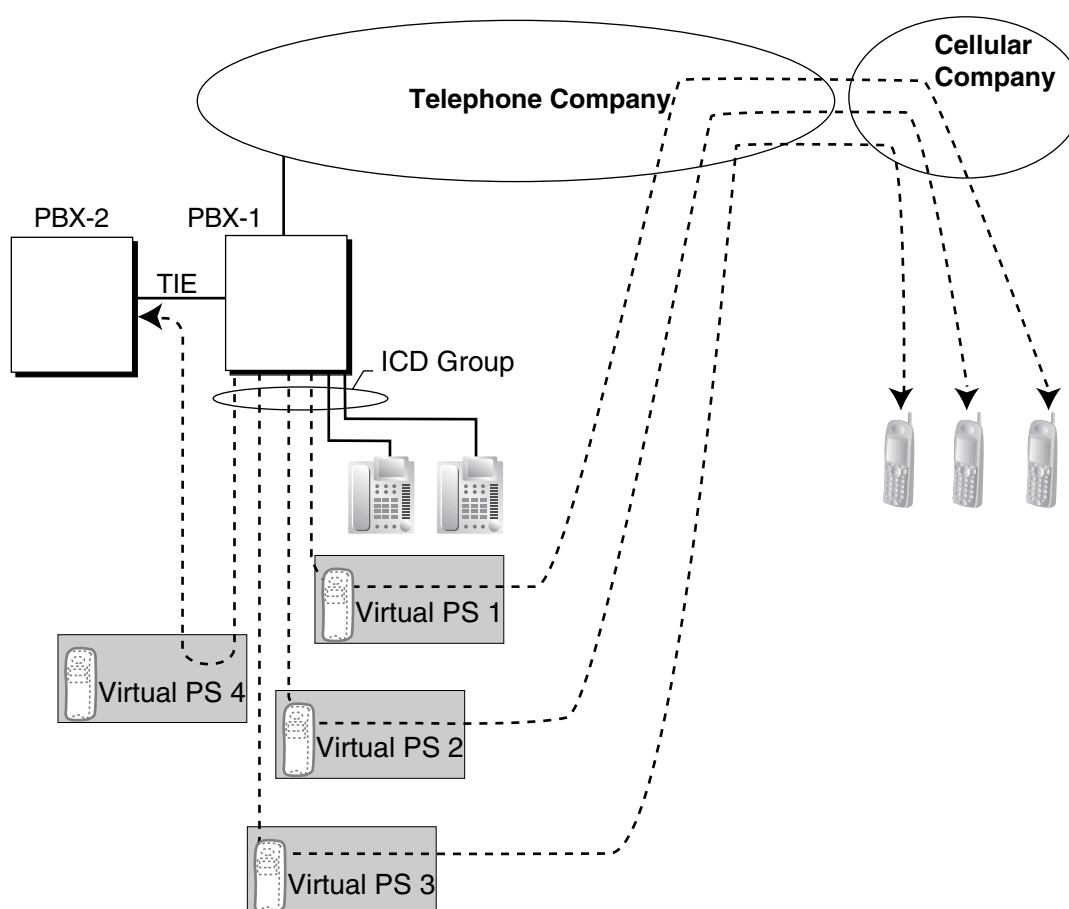 Cellular
Company
Telephone Company
PBX-2
PBX-1
TIE
ICD Group
Virtual PS 1
Virtual PS 4
Virtual PS 2
Virtual PS 3